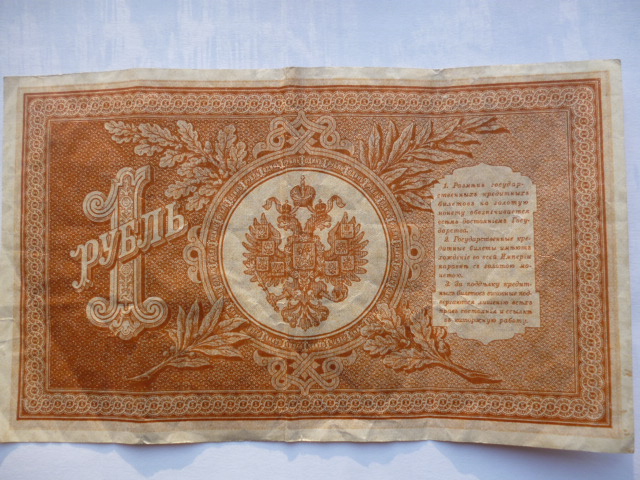 1
РУБЛЬ
1. Размѣнъ государ-
ственныхъ кредитныхъ
билетовъ на золотую
монету обезпечивается
всѣмъ достояніемъ Госу-
дарства.
2. Государственные кре-
дитные билеты имѣютъ
хожденіе во всей Имперіи
наравнѣ съ золотою мо-
нетою.
3. За поддѣлку кредит-
ныхъ билетовъ виновные под-
вергаются лишенію всѣхъ
правъ состоянія и ссылкѣ
въ каторжную работу.